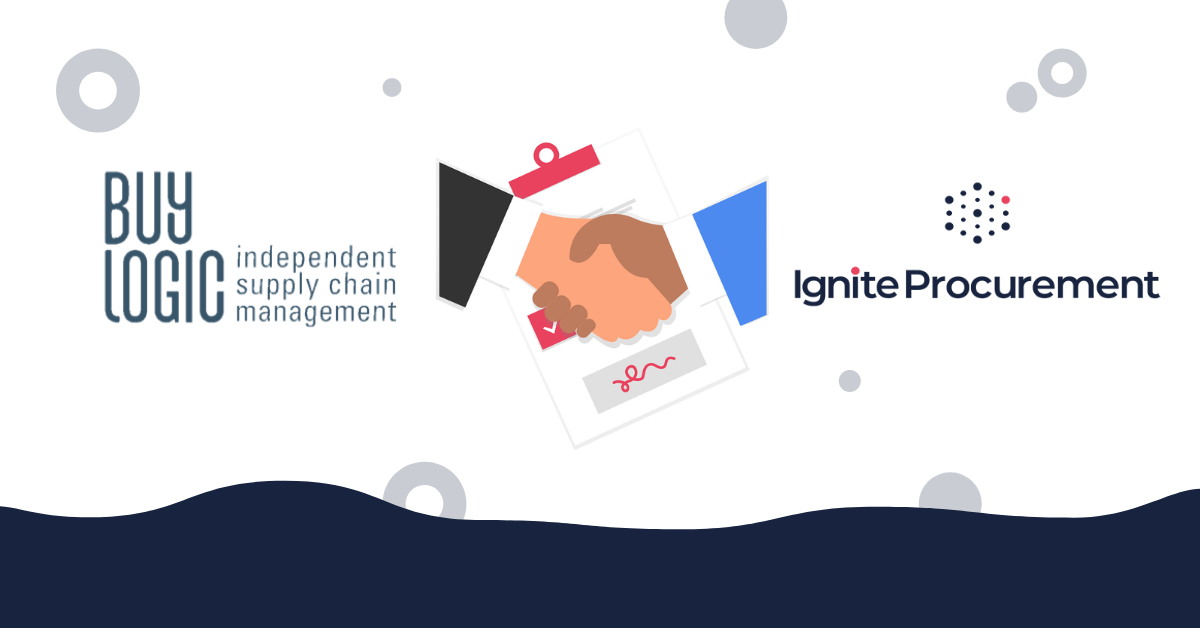 BUY
LOGIC
independent
supply chain
management
Ignite Procurement